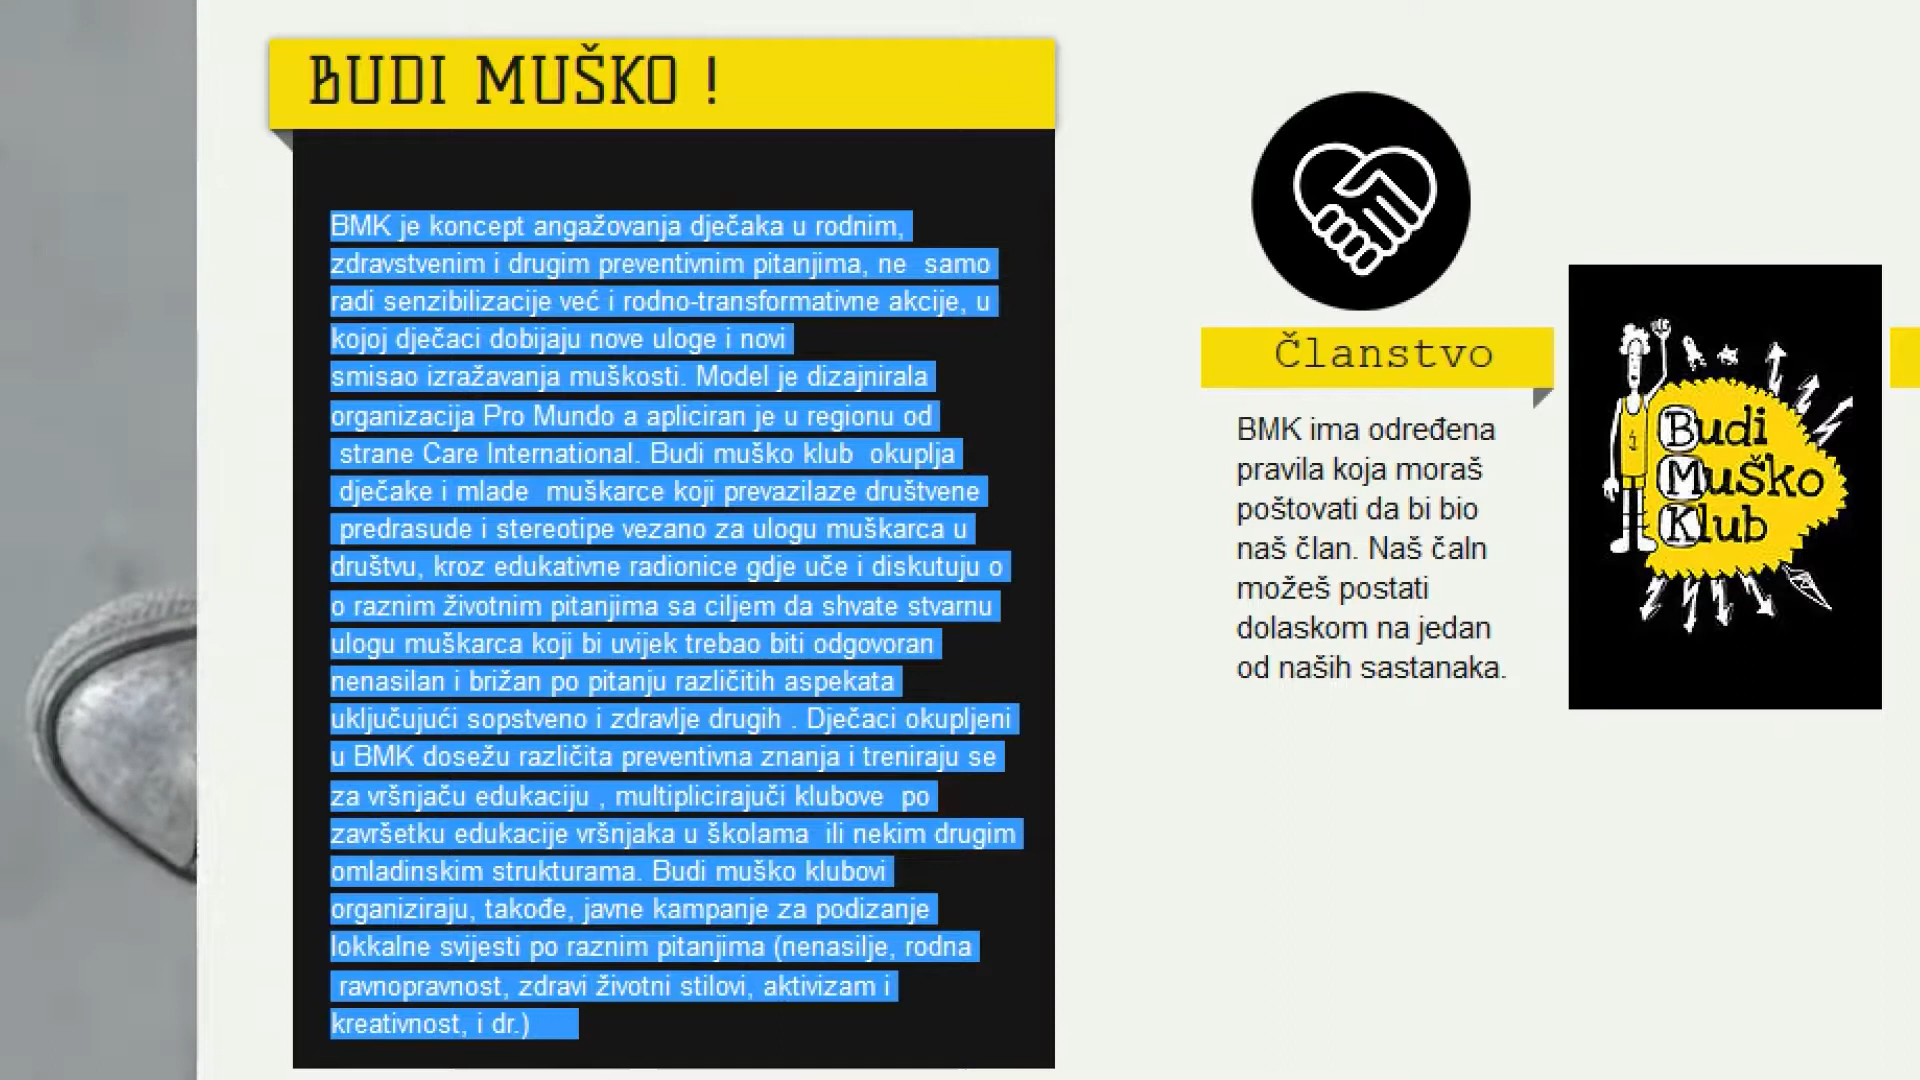 BUDI MUŠKO !
BMK je koncept angažovanja dječaka u rodnim,
zdravstvenim i drugim preventivnim pitanjima, ne samo
radi senzibilizacije već i rodno-transformativne akcije, u
kojoj dječaci dobijaju nove uloge i novi
smisao izražavanja muškosti. Model je dizajnirala
organizacija Pro Mundo a apliciran je u regionu od
strane Care International. Budi muško klub okuplja
dječake i mlade muškarce koji prevazilaze društvene
predrasude i stereotipe vezano za ulogu muškarca u
društvu, kroz edukativne radionice gdje uče i diskutuju o
o raznim životnim pitanjima sa ciljem da shvate stvarnu
ulogu muškarca koji bi uvijek trebao biti odgovoran
nenasilan i brižan po pitanju različitih aspekata
uključujući sopstveno i zdravlje drugih . Dječaci okupljeni
u BMK dosežu različita preventivna znanja i treniraju se
za vršnjaču edukaciju , multiplicirajuči klubove po
završetku edukacije vršnjaka u školama ili nekim drugim
omladinskim strukturama. Budi muško klubovi
organiziraju, takođe, javne kampanje za podizanje
lokkalne svijesti po raznim pitanjima (nenasilje, rodna
ravnopravnost, zdravi životni stilovi, aktivizam i
kreativnost, i dr.)
Članstvo
BMK ima određena
pravila koja moraš
poštovati da bi bio
naš član. Naš čaln
možeš postati
dolaskom na jedan
od naših sastanaka.
Budi
Muško
Klub